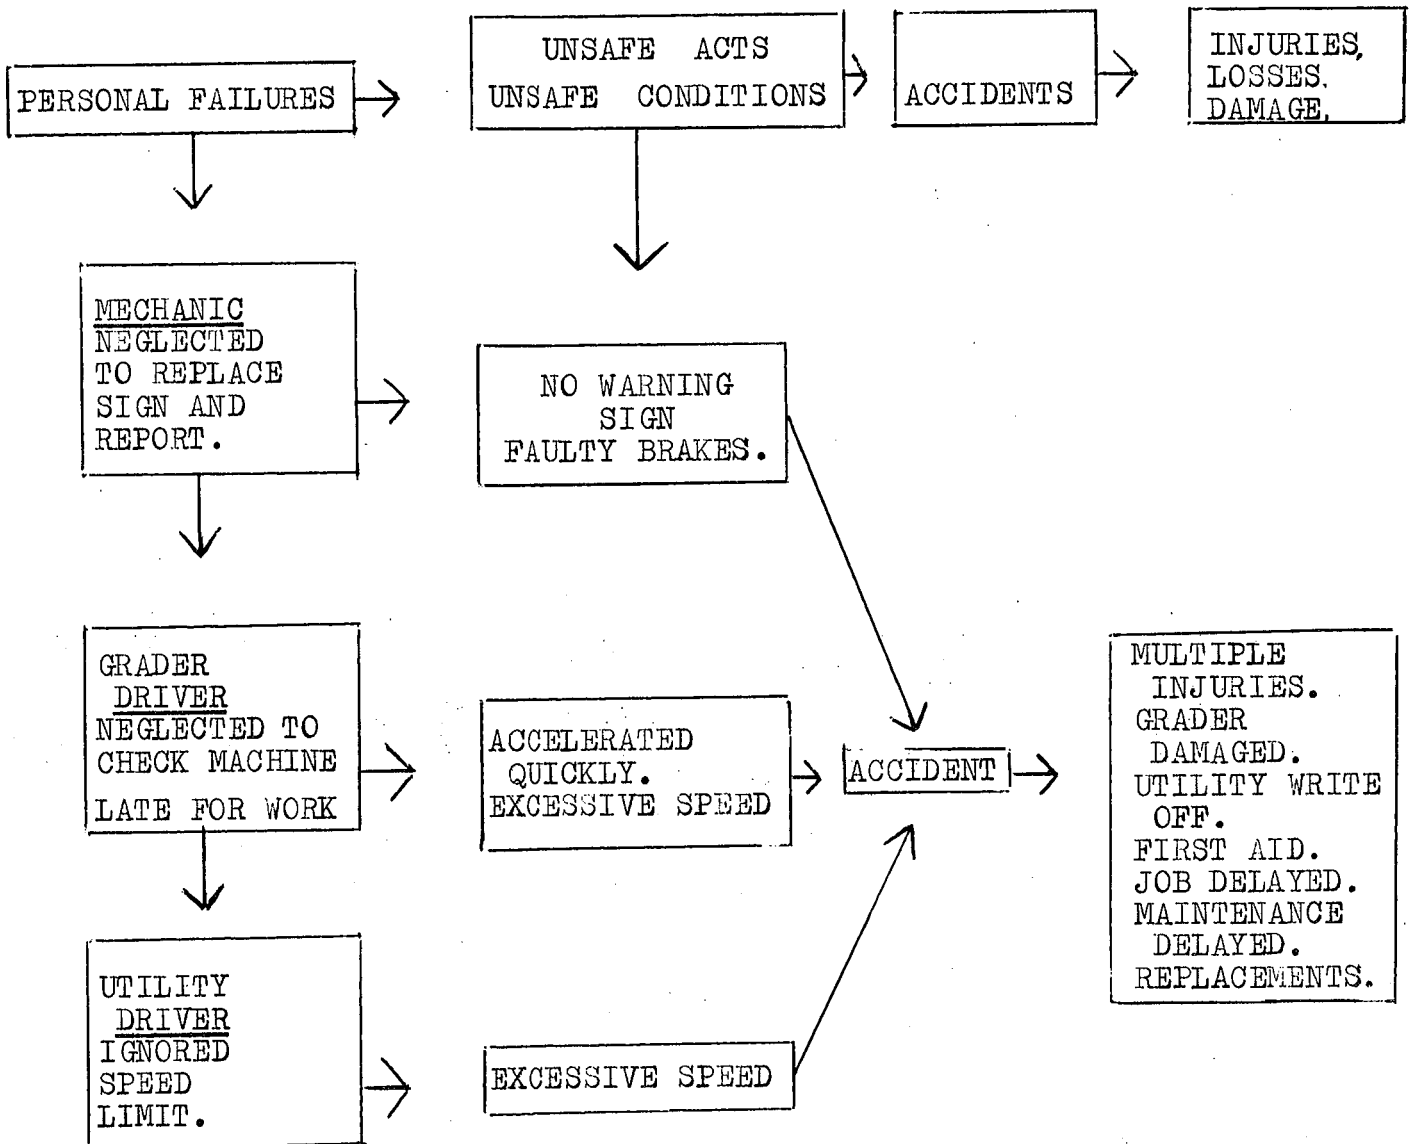 PERSONAL FAILURES
UNSAFE ACTS
UNSAFE CONDITIONS
ACCIDENTS
INJURIES,
LOSSES,
DAMAGE,
MECHANIC
NEGLECTED
TO REPLACE
SIGN AND
REPORT.
NO WARNING
SIGN
FAULTY BRAKES.
GRADER
DRIVER
NEGLECTED TO
CHECK MACHINE
LATE FOR WORK
ACCELERATED
QUICKLY.
EXCESSIVE SPEED
ACCIDENT
MULTIPLE
INJURIES.
GRADER
DAMAGED.
UTILITY WRITE
OFF.
FIRST AID.
JOB DELAYED.
MAINTENANCE
DELAYED.
REPLACEMENTS.
UTILITY
DRIVER
IGNORED
SPEED
LIMIT.
EXCESSIVE SPEED